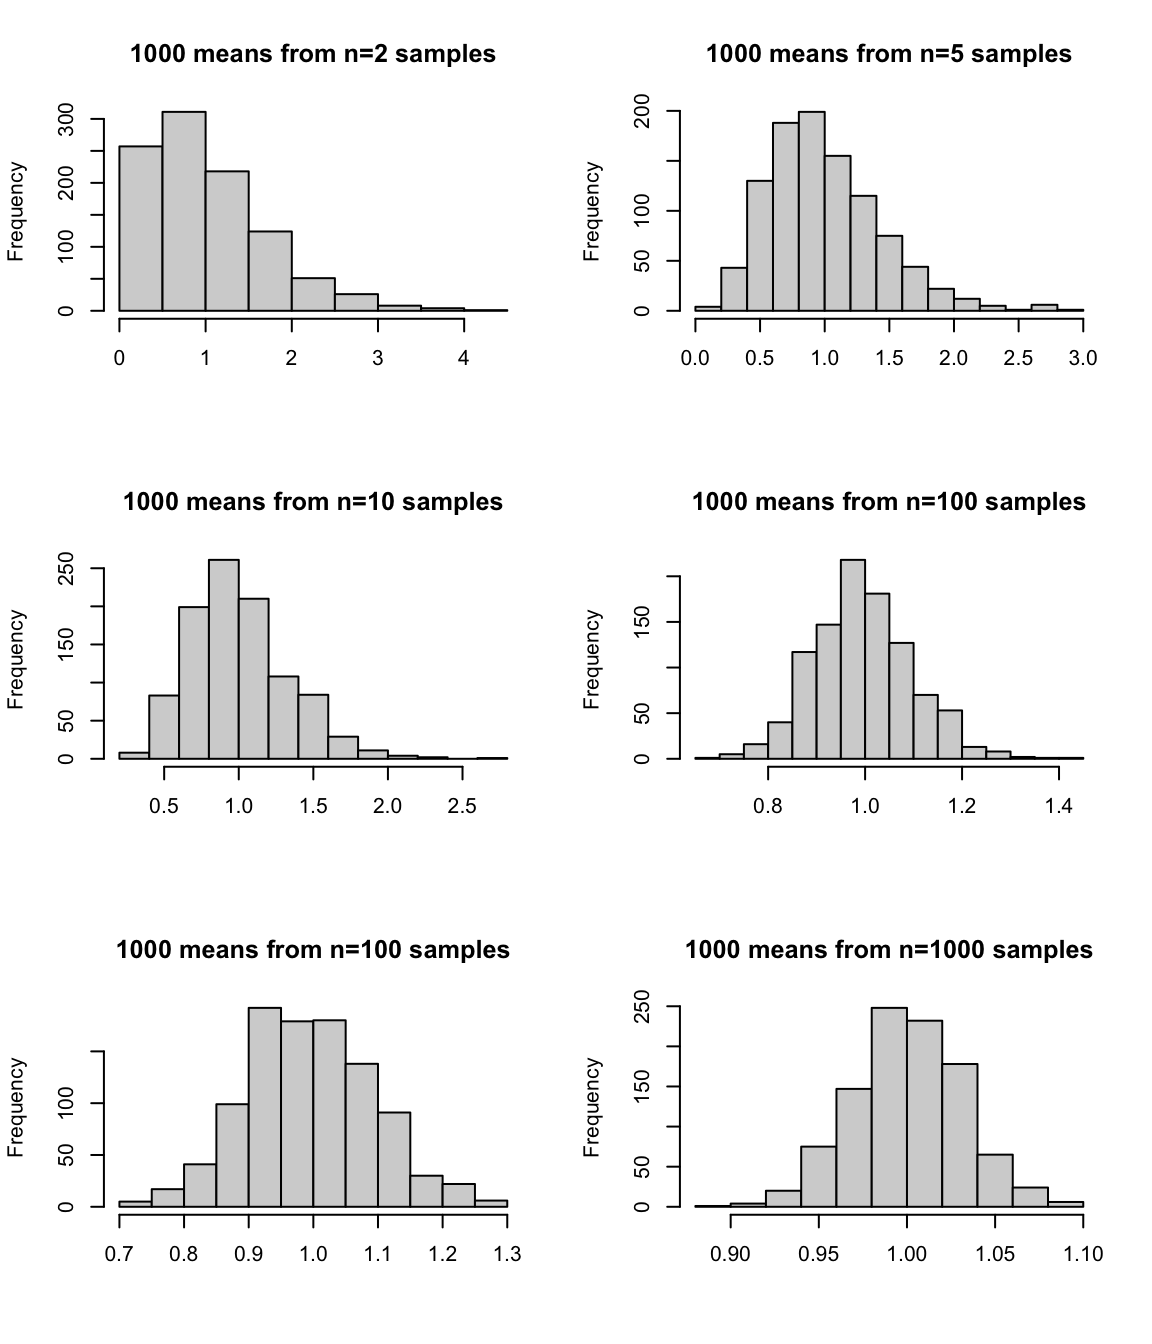 1000 means from n=2 samples
Frequency
0 100 200 300
0 1 2 3 4
1000 means from n=5 samples
Frequency
0 50 100 200
0.0 0.5 1.0 1.5 2.0 2.5 3.0
1000 means from n=10 samples
Frequency
0 50 150 250
0.5 1.0 1.5 2.0 2.5
1000 means from n=100 samples
Frequency
0 50 150
0.8 1.0 1.2 1.4
1000 means from n=100 samples
Frequency
0 50 100
0.7 0.8 0.9 1.0 1.1 1.2 1.3
1000 means from n=1000 samples
Frequency
0 50 150 250
0.90 0.95 1.00 1.05 1.10